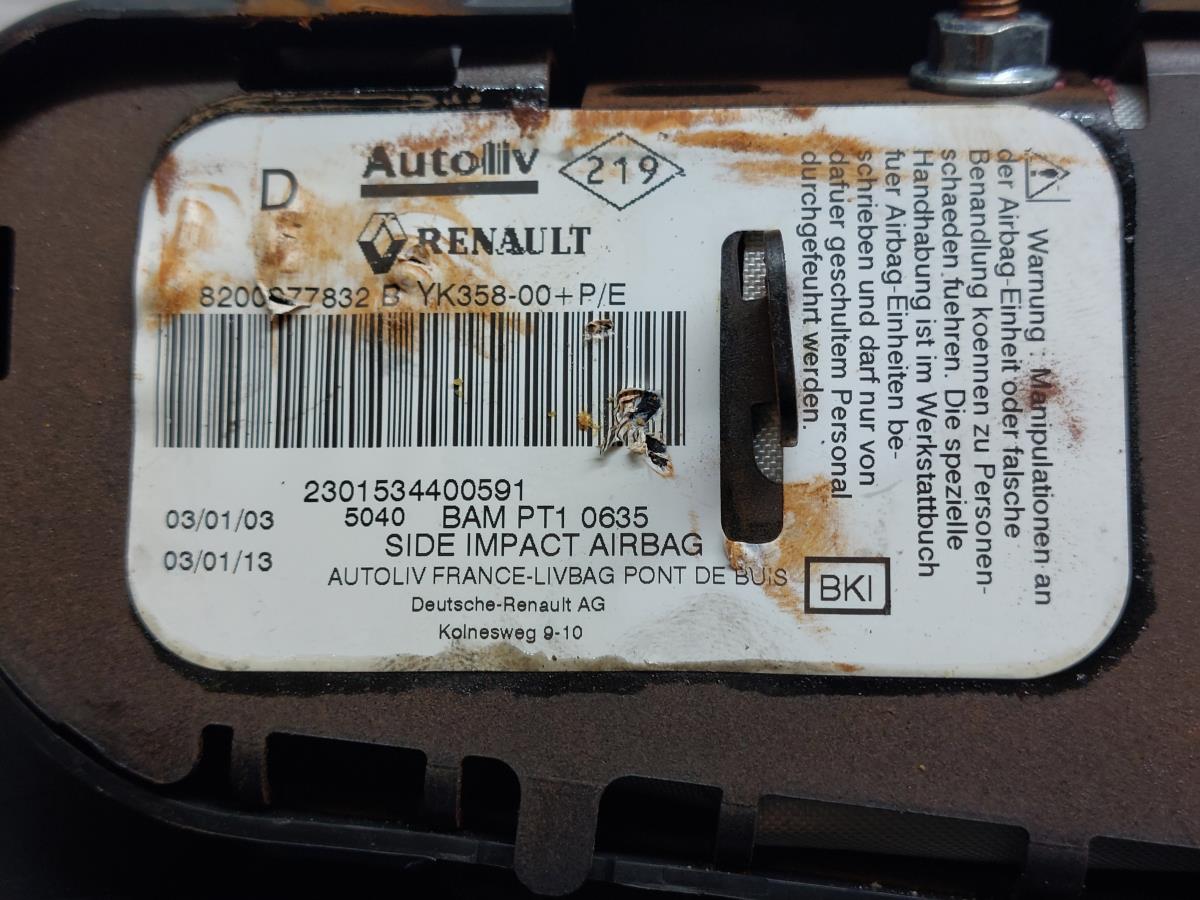 D
Autoliv
219
RENAULT
B YK358-00+P/E
2301534400591
03/01/03
5040 BAM PT1 0635
03/01/13
SIDE IMPACT AIRBAG
AUTOLIV FRANCE-LIVBAG PONT DE BUIS
BKI
Deutsche-Renault AG
Kolnesweg 9-10
Warnung : Manipulationen an
der Airbag-Einheit oder falsche
Benandlung koennen zu Personen-
schaeden fuehren. Die spezielle
Handhabung ist im Werkstattbuch
fuer Airbag-Einheiten be-
schrieben und darf nur von
dafuer geschultem Personal
durchgefeuhrt werden.